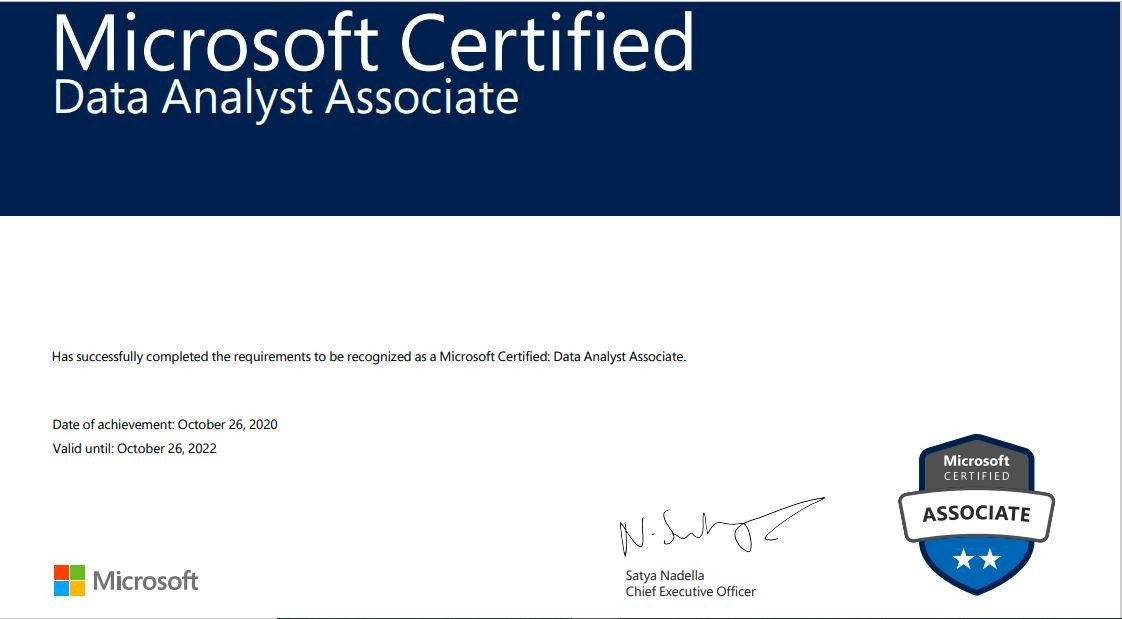 Microsoft Certified
Data Analyst Associate
Has successfully completed the requirements to be recognized as a Microsoft Certified: Data Analyst Associate.
Date of achievement: October 26, 2020
Valid until: October 26, 2022
Satya Nadella
Chief Executive Officer
Microsoft
Microsoft
CERTIFIED
ASSOCIATE